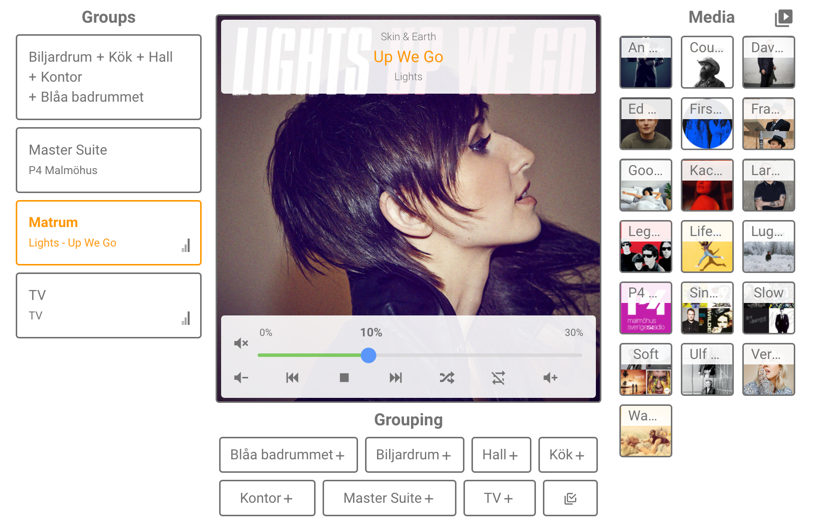 Groups
Biljardrum + Kök + Hall
+ Kontor
+ Blåa badrummet
Master Suite
P4 Malmöhus
Matrum
Lights - Up We Go
TV
TV
Skin & Earth
Up We Go
Lights
LIGHTS UP WE GO
0%
10%
30%
Grouping
Blåa badrummet +
Biljardrum +
Hall +
Kök +
Kontor +
Master Suite +
TV +
Media
An ...
Cou...
Dav...
Ed ...
Firs...
Fra...
Goo...
Kac...
Lar...
Leg...
Life...
Lug...
P4 ...
malmöhus
sverigesradio
Sin...
Slow
Soft
Ulf ...
Ver...
Wa...